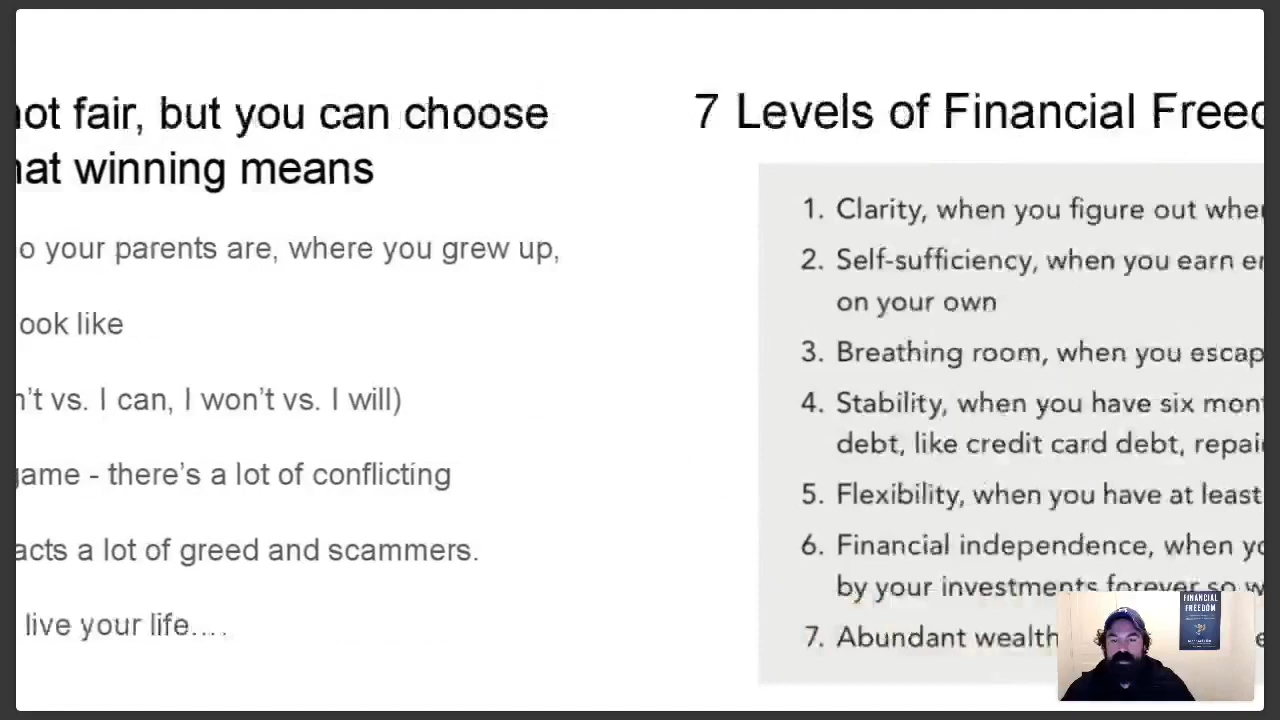 not fair, but you can choose
hat winning means
o your parents are, where you grew up,
ook like
n't vs. I can, I won't vs. I will)
game - there's a lot of conflicting
acts a lot of greed and scammers.
live your life....
7 Levels of Financial Freed
1. Clarity, when you figure out wher
2. Self-sufficiency, when you earn en
on your own
3. Breathing room, when you escap
4. Stability, when you have six mon
debt, like credit card debt, repai
5. Flexibility, when you have at least
6. Financial independence, when yo
by your investments forever so w
7. Abundant wealth
FINANCIAL
FREEDOM